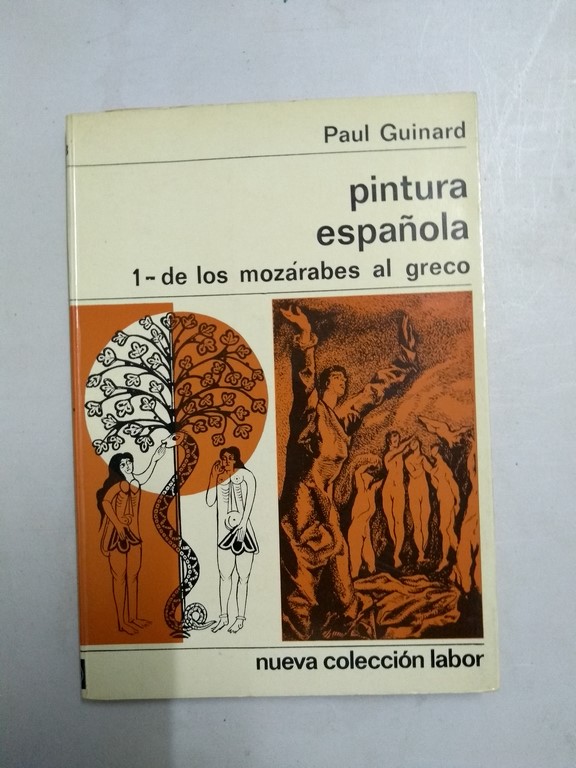 Paul Guinard
pintura
española
1-- de los mozárabes al greco
nueva colección labor